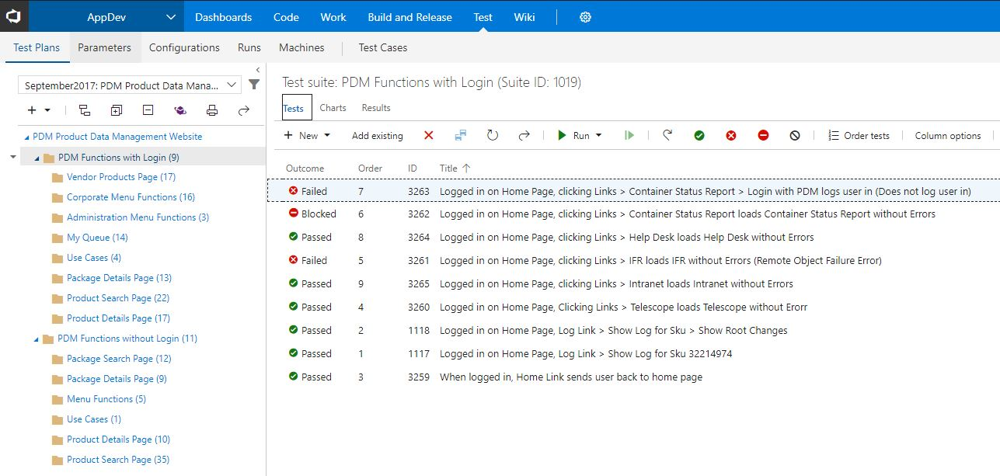 AppDev Dashboards Code Work Build and Release Test Wiki
Test Plans Parameters Configurations Runs Machines Test Cases
September2017: PDM Product Data Mana...
PDM Product Data Management Website
PDM Functions with Login (9)
Vendor Products Page (17)
Corporate Menu Functions (16)
Administration Menu Functions (3)
My Queue (14)
Use Cases (4)
Package Details Page (13)
Product Search Page (22)
Product Details Page (17)
PDM Functions without Login (11)
Package Search Page (12)
Package Details Page (9)
Menu Functions (5)
Use Cases (1)
Product Details Page (10)
Product Search Page (35)
Test suite: PDM Functions with Login (Suite ID: 1019)
Tests Charts Results
New Add existing Run Order tests Column options
Outcome Order ID Title
Failed 7 3263 Logged in on Home Page, clicking Links > Container Status Report > Login with PDM logs user in (Does not log user in)
Blocked 6 3262 Logged in on Home Page, clicking Links > Container Status Report loads Container Status Report without Errors
Passed 8 3264 Logged in on Home Page, clicking Links > Help Desk loads Help Desk without Errors
Failed 5 3261 Logged in on Home Page, clicking Links > IFR loads IFR without Errors (Remote Object Failure Error)
Passed 9 3265 Logged in on Home Page, clicking Links > Intranet loads Intranet without Errors
Passed 4 3260 Logged in on Home Page, Clicking Links > Telescope loads Telescope without Erorr
Passed 2 1118 Logged in on Home Page, Log Link > Show Log for Sku > Show Root Changes
Passed 1 1117 Logged in on Home Page, Log Link > Show Log for Sku 32214974
Passed 3 3259 When logged in, Home Link sends user back to home page